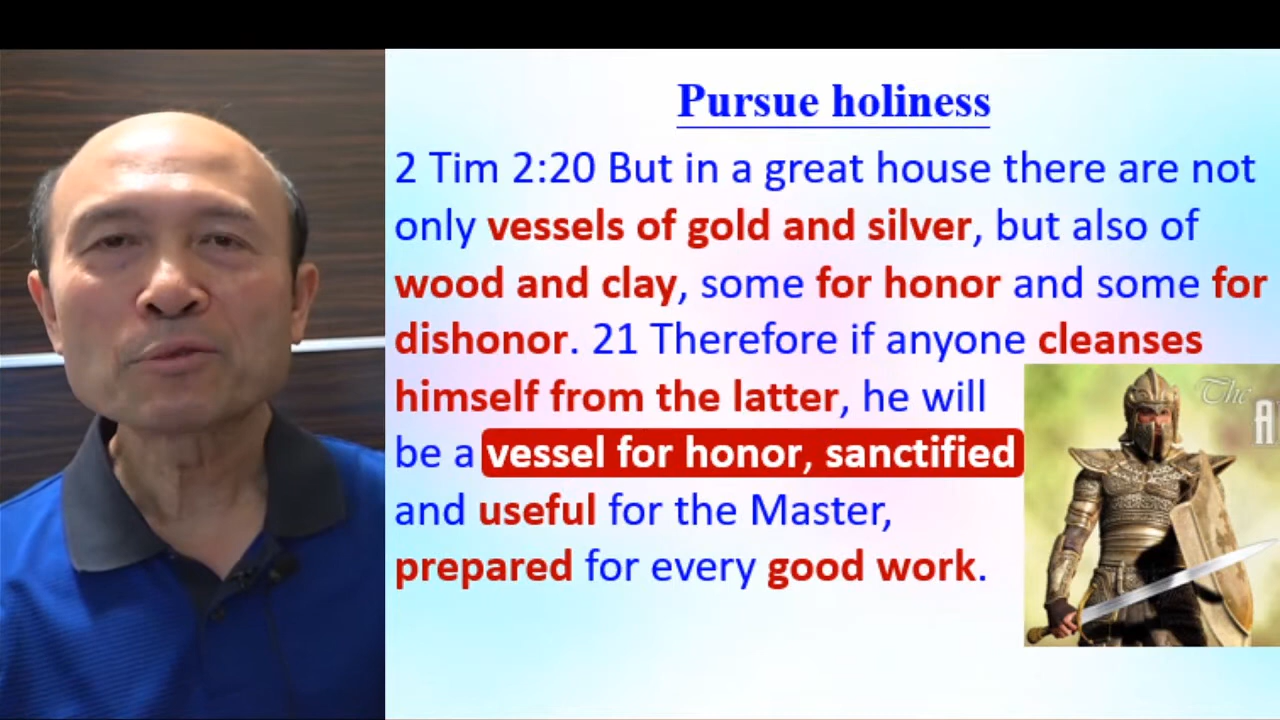 Pursue holiness
2 Tim 2:20 But in a great house there are not
only vessels of gold and silver, but also of
wood and clay, some for honor and some for
dishonor. 21 Therefore if anyone cleanses
himself from the latter, he will
be a vessel for honor, sanctified
and useful for the Master,
prepared for every good work.
The